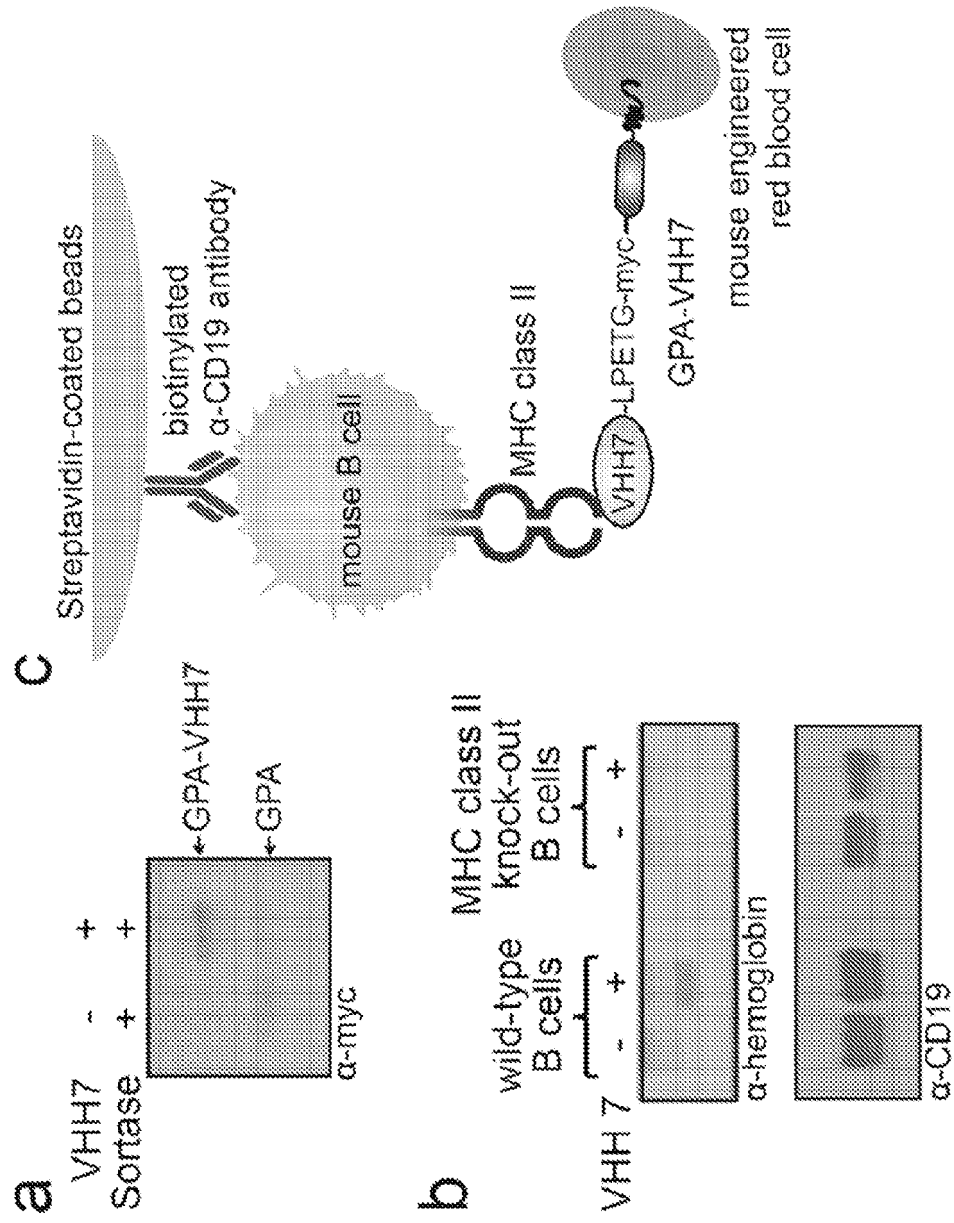 a
VHH7 - +
Sortase + +
GPA-VHH7
GPA
α-myc
b
wild-type
B cells
MHC class II
knock-out
B cells
VHH 7 - + - +
α-hemoglobin
α-CD19
c
Streptavidin-coated beads
biotinylated
α-CD19 antibody
mouse B cell
MHC class II
VHH7-LPETG-myc
GPA-VHH7
mouse engineered
red blood cell